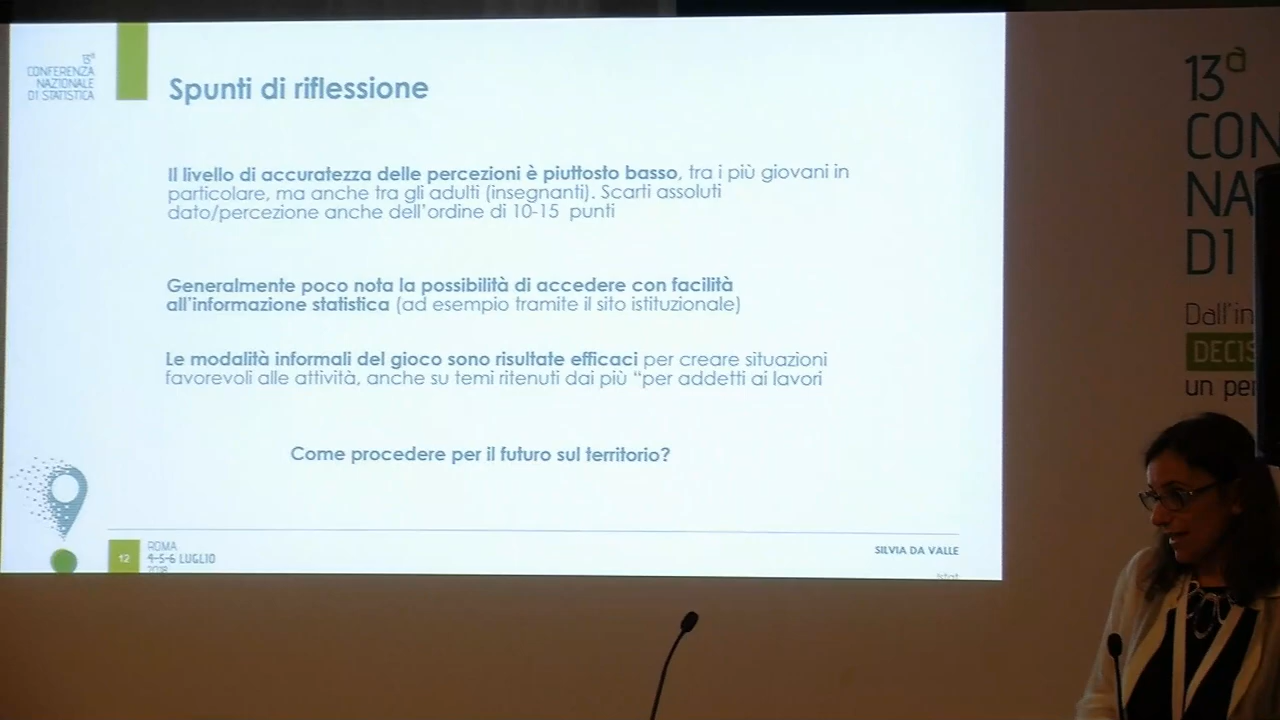 13ª
CONFERENZA
NAZIONALE
DI STATISTICA
Spunti di riflessione
Il livello di accuratezza delle percezioni è piuttosto basso, tra i più giovani in
particolare, ma anche tra gli adulti (insegnanti). Scarti assoluti
dato/percezione anche dell'ordine di 10-15 punti
Generalmente poco nota la possibilità di accedere con facilità
all'informazione statistica (ad esempio tramite il sito istituzionale)
Le modalità informali del gioco sono risultate efficaci per creare situazioni
favorevoli alle attività, anche su temi ritenuti dai più “per addetti ai lavori
Come procedere per il futuro sul territorio?
12
ROMA
4-5-6 LUGLIO
2018
SILVIA DA VALLE
Istat
13ª
CON
NA
DI
Dall'in
DECIS
un per